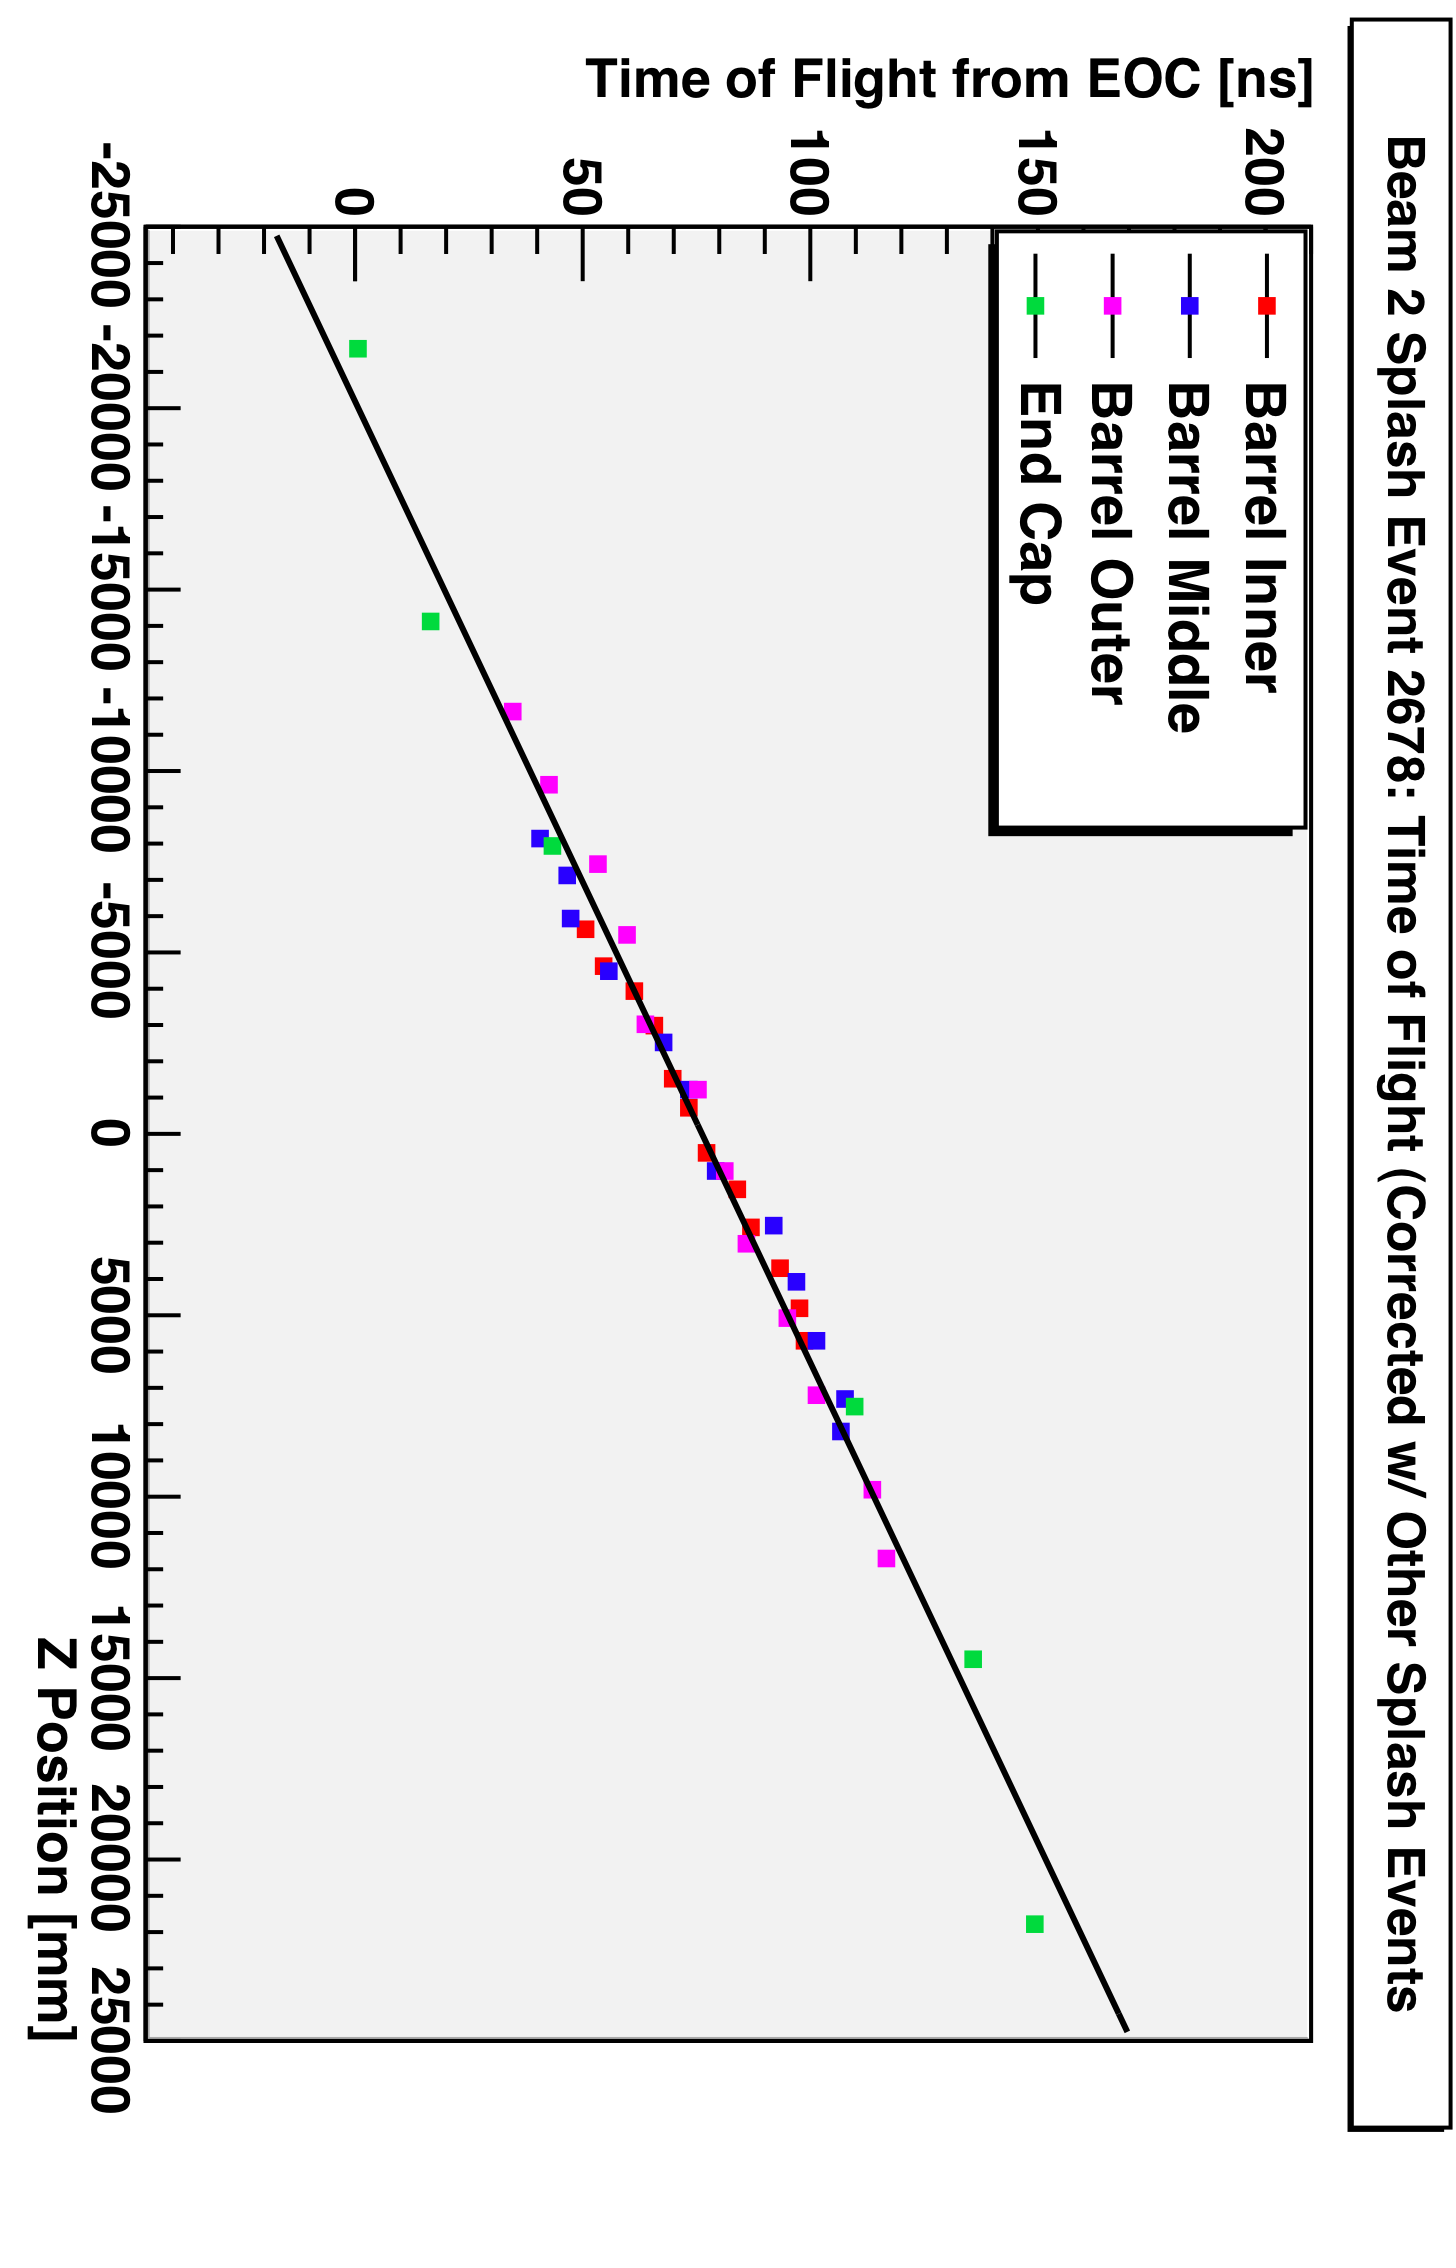 Beam 2 Splash Event 2678: Time of Flight (Corrected w/ Other Splash Events
Time of Flight from EOC [ns]
200
150
100
50
0
Barrel Inner
Barrel Middle
Barrel Outer
End Cap
-25000 -20000 -15000 -10000 -5000 0 5000 10000 15000 20000 25000
Z Position [mm]